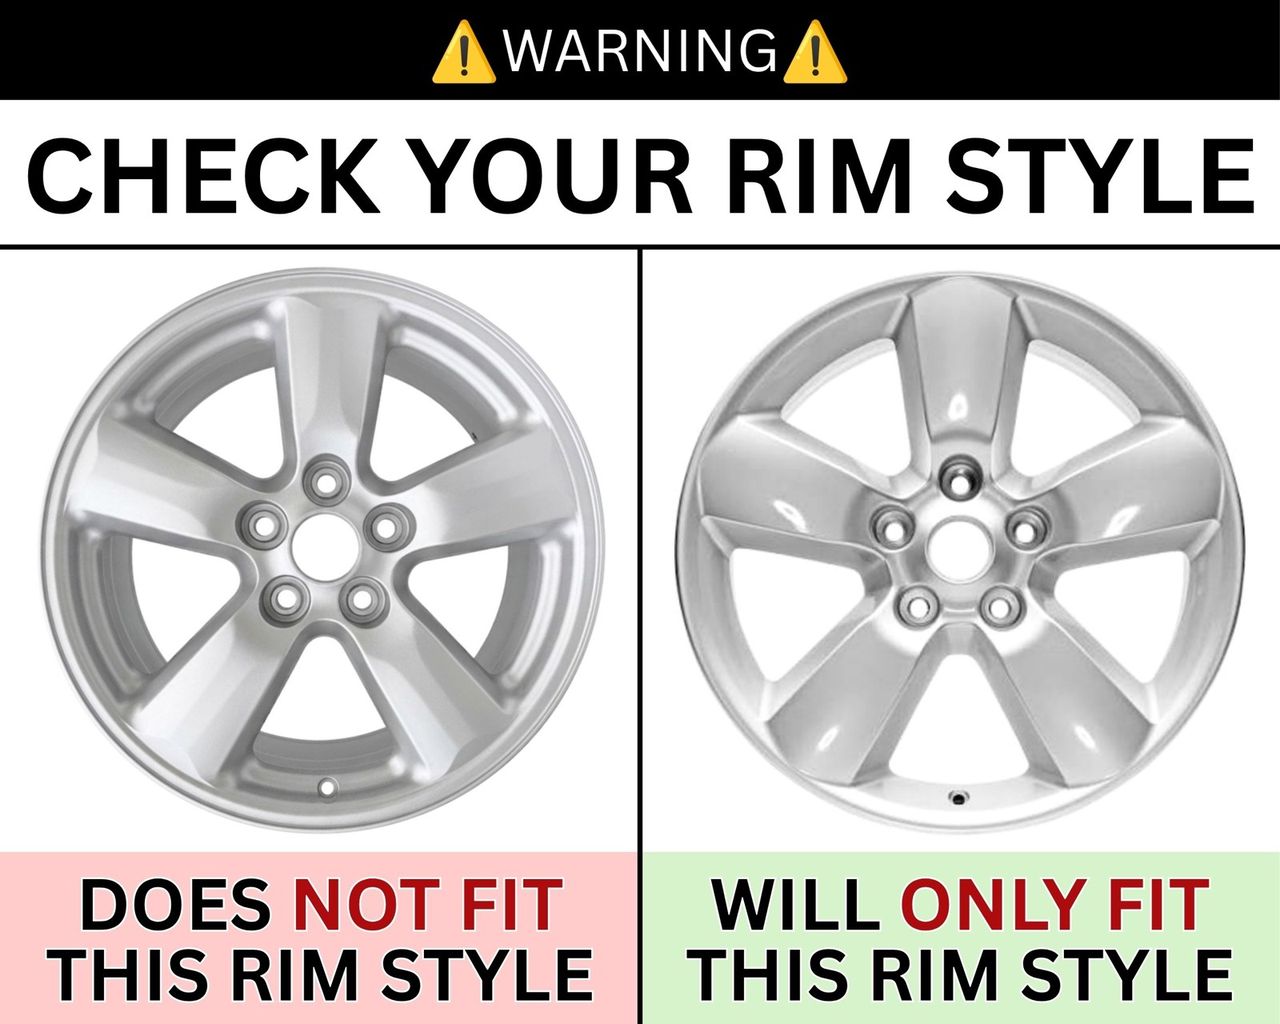 ⚠️WARNING⚠️
CHECK YOUR RIM STYLE
DOES NOT FIT
THIS RIM STYLE
WILL ONLY FIT
THIS RIM STYLE